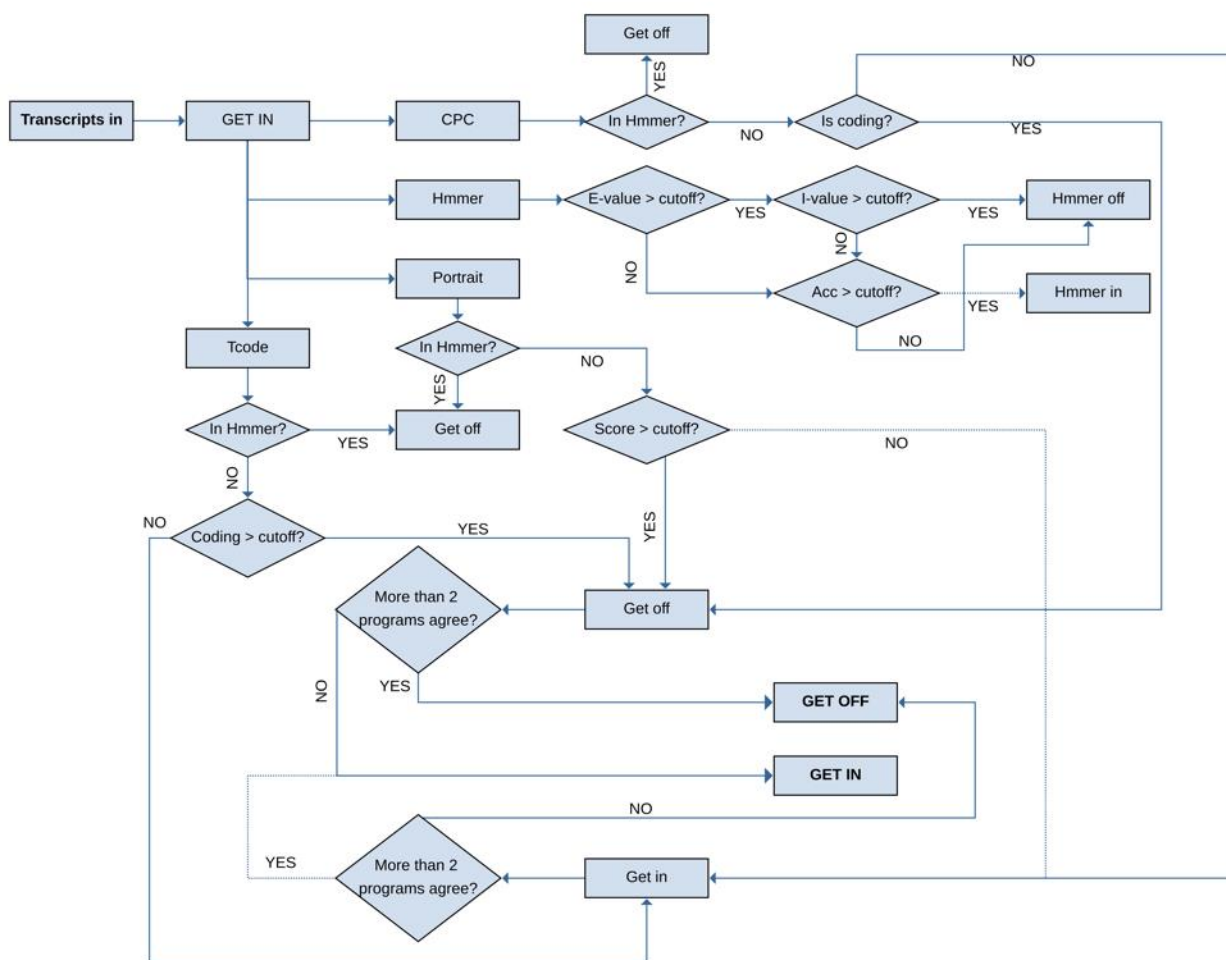 Get off
NO
YES
Transcripts in
GET IN
CPC
In Hmmer?
NO
Is coding?
YES
Hmmer
E-value > cutoff?
YES
I-value > cutoff?
YES
Hmmer off
NO
NO
Portrait
Acc > cutoff?
YES
Hmmer in
NO
Tcode
In Hmmer?
NO
YES
In Hmmer?
YES
Get off
Score > cutoff?
NO
NO
NO
Coding > cutoff?
YES
YES
More than 2
programs agree?
Get off
NO
YES
GET OFF
GET IN
NO
YES
More than 2
programs agree?
Get in